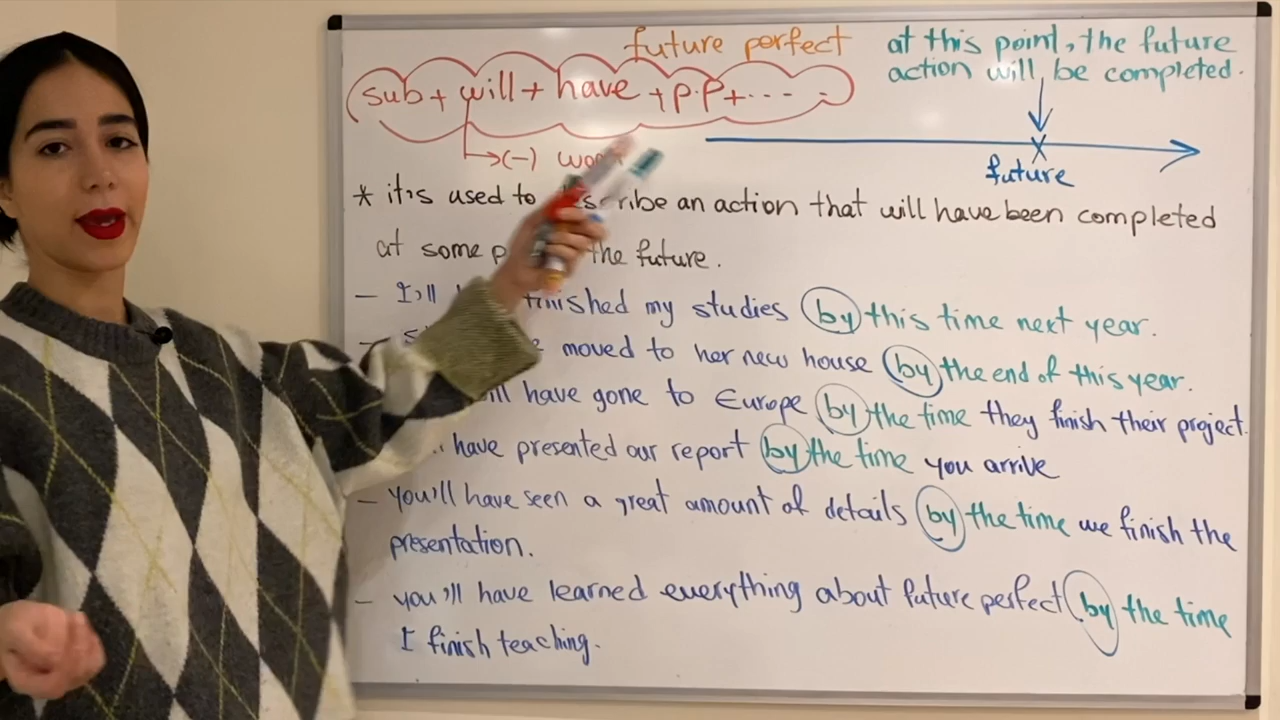 future perfect
sub + will + have + p.p + ....
→(-)
at this point, the future
action will be completed.
future
* it's used to describe an action that will have been completed
at some the future.
- I'll finished my studies by this time next year.
- moved to her new house by the end of this year.
have gone to Europe by the time they finish their project.
have presented our report by the time you arrive
- you'll have seen a great amount of details by the time we finish the
presentation.
- you'll have learned everything about future perfect by the time
I finish teaching.